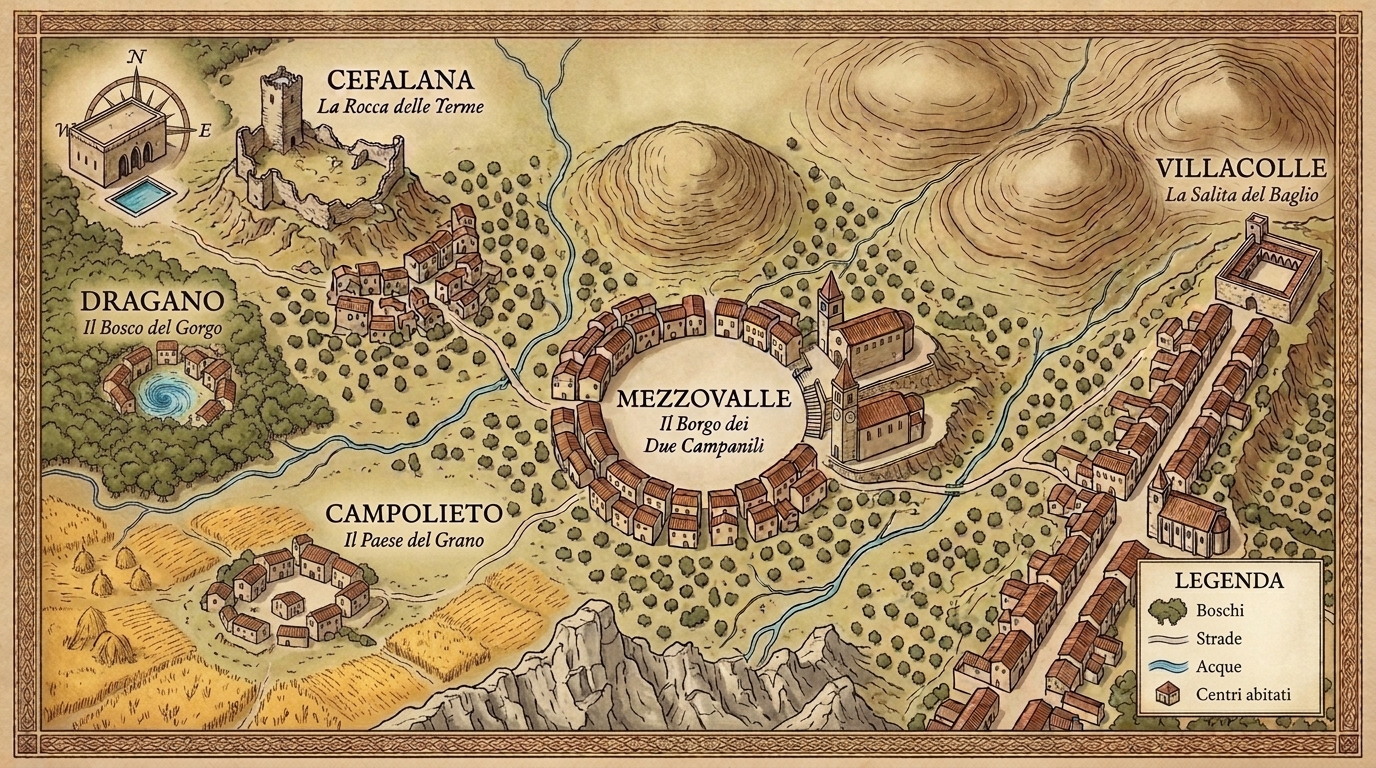 N
W
E
CEFALANA
La Rocca delle Terme
VILLACOLLE
La Salita del Baglio
DRAGANO
Il Bosco del Gorgo
MEZZOVALLE
Il Borgo dei
Due Campanili
CAMPOLIETO
Il Paese del Grano
LEGENDA
Boschi
Strade
Acque
Centri abitati